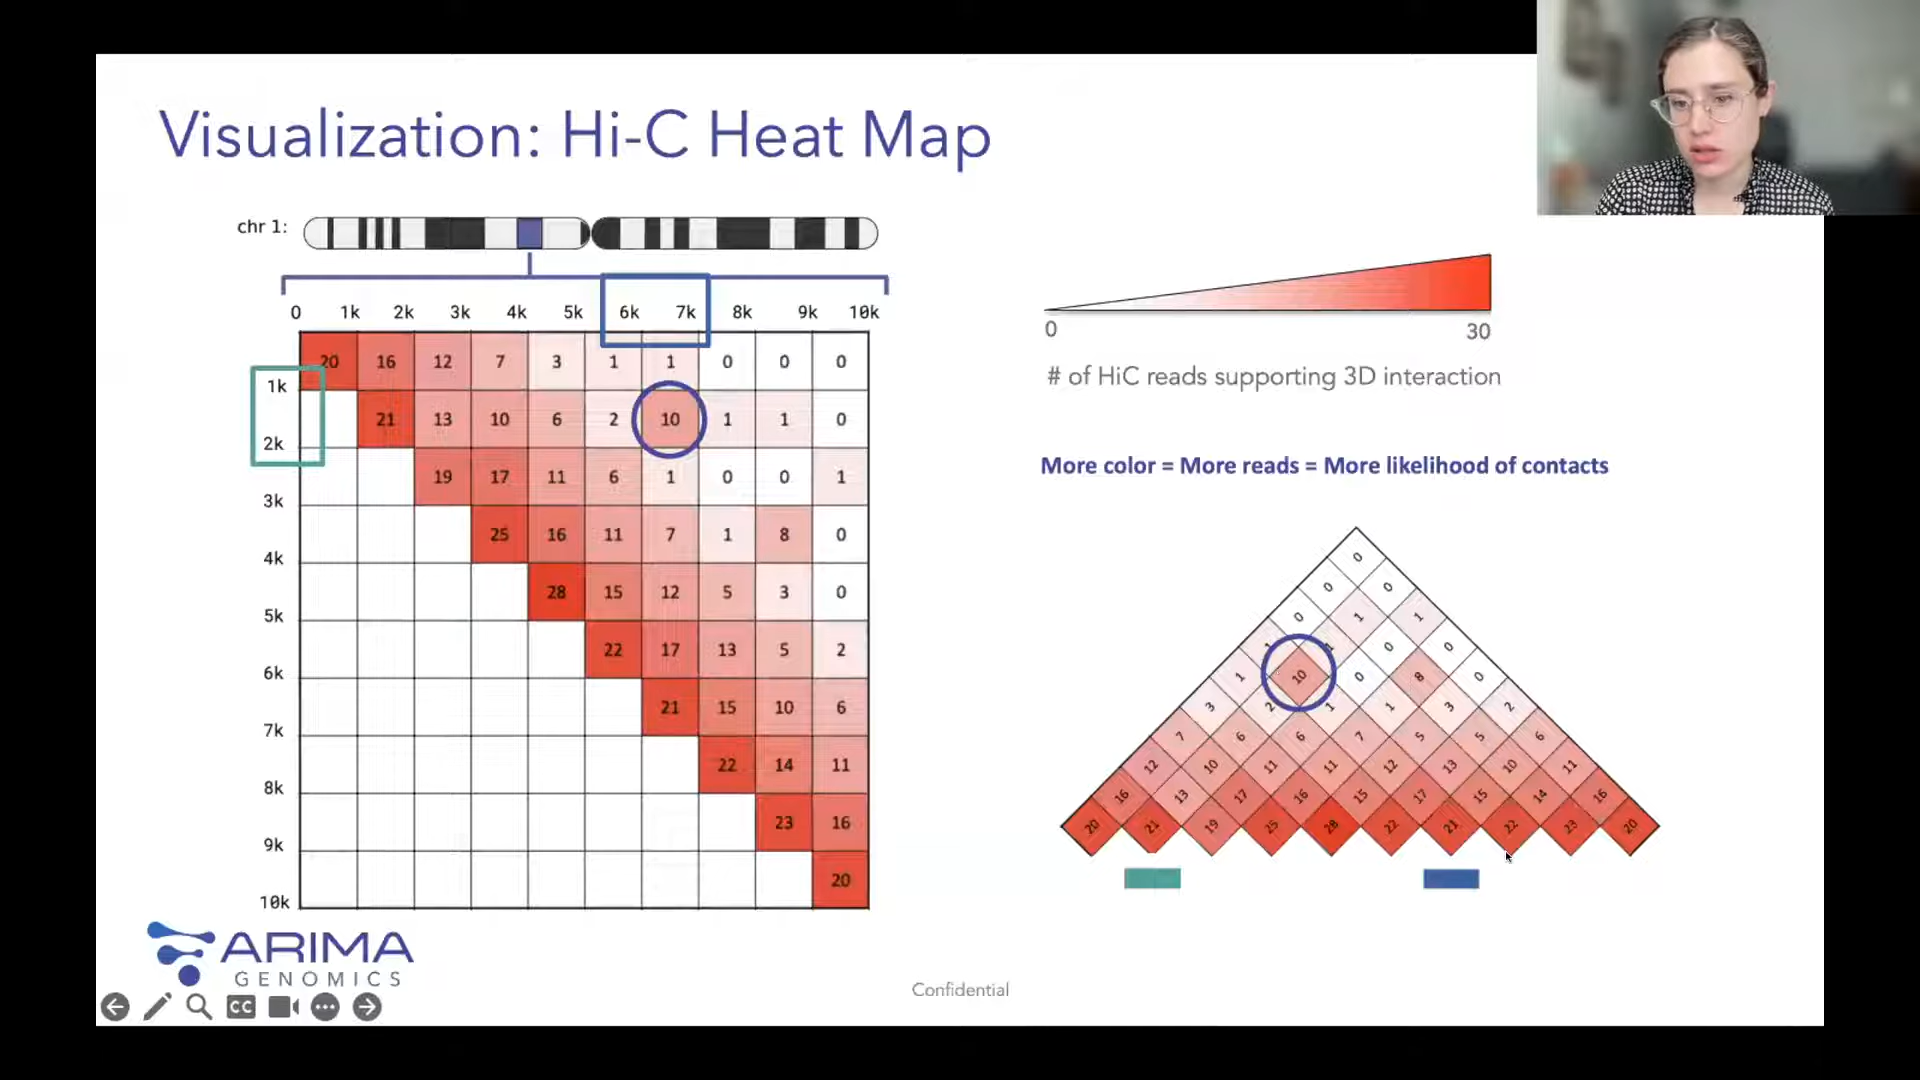 Visualization: Hi-C Heat Map
chr 1:
0 1k 2k 3k 4k 5k 6k 7k 8k 9k 10k
20 16 12 7 3 1 1 0 0 0
1k
21 13 10 6 2 10 1 1 0
2k
19 17 11 6 1 0 0 1
3k
25 16 11 7 1 8 0
4k
28 15 12 5 3 0
5k
22 17 13 5 2
6k
21 15 10 6
7k
22 14 11
8k
23 16
9k
20
10k
0 30
# of HiC reads supporting 3D interaction
More color = More reads = More likelihood of contacts
0
0 0
0 1 1
1 1 0 0
1 10 0 8 0
3 2 1 1 3 2
7 6 6 7 5 5 6
12 10 11 11 12 13 10 11
16 13 17 16 15 17 15 14 16
20 21 19 25 28 22 21 22 23 20
ARIMA
GENOMICS
CC
Confidential